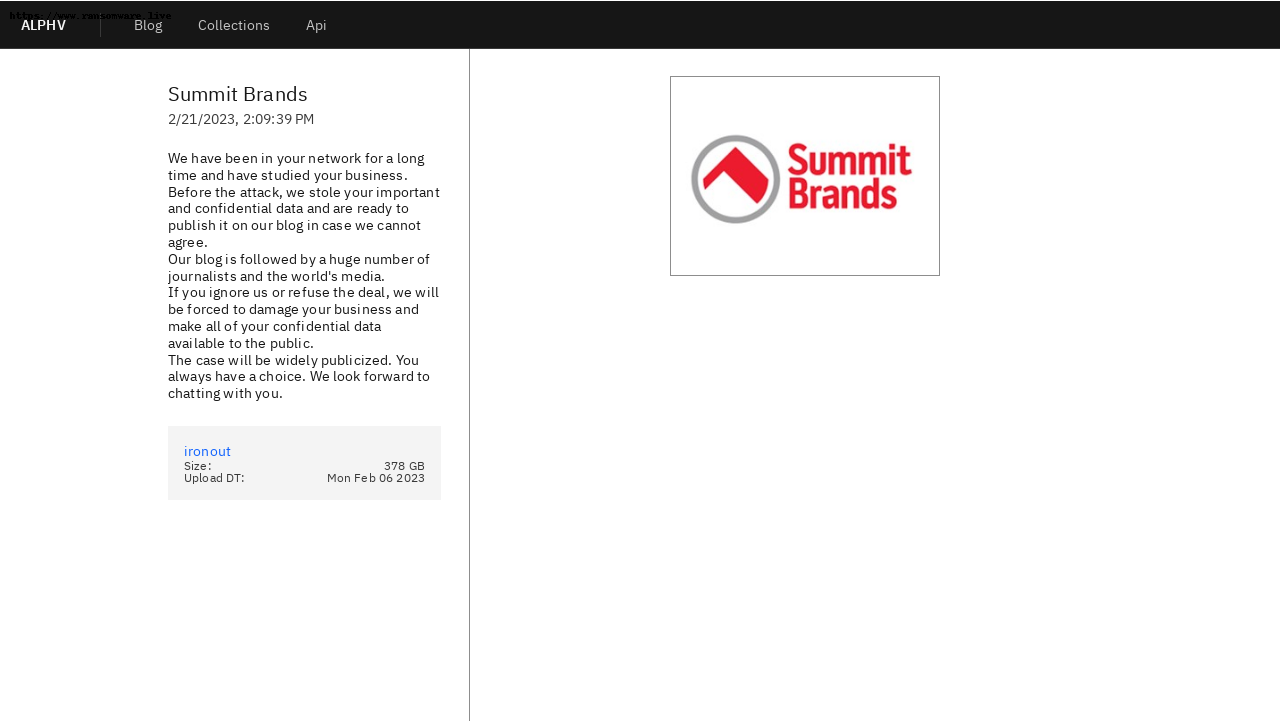 https://www.ransomware.live
ALPHV
Blog
Collections
Api
Summit Brands
2/21/2023, 2:09:39 PM
We have been in your network for a long
time and have studied your business.
Before the attack, we stole your important
and confidential data and are ready to
publish it on our blog in case we cannot
agree.
Our blog is followed by a huge number of
journalists and the world's media.
If you ignore us or refuse the deal, we will
be forced to damage your business and
make all of your confidential data
available to the public.
The case will be widely publicized. You
always have a choice. We look forward to
chatting with you.
ironout
Size: 378 GB
Upload DT: Mon Feb 06 2023
Summit
Brands